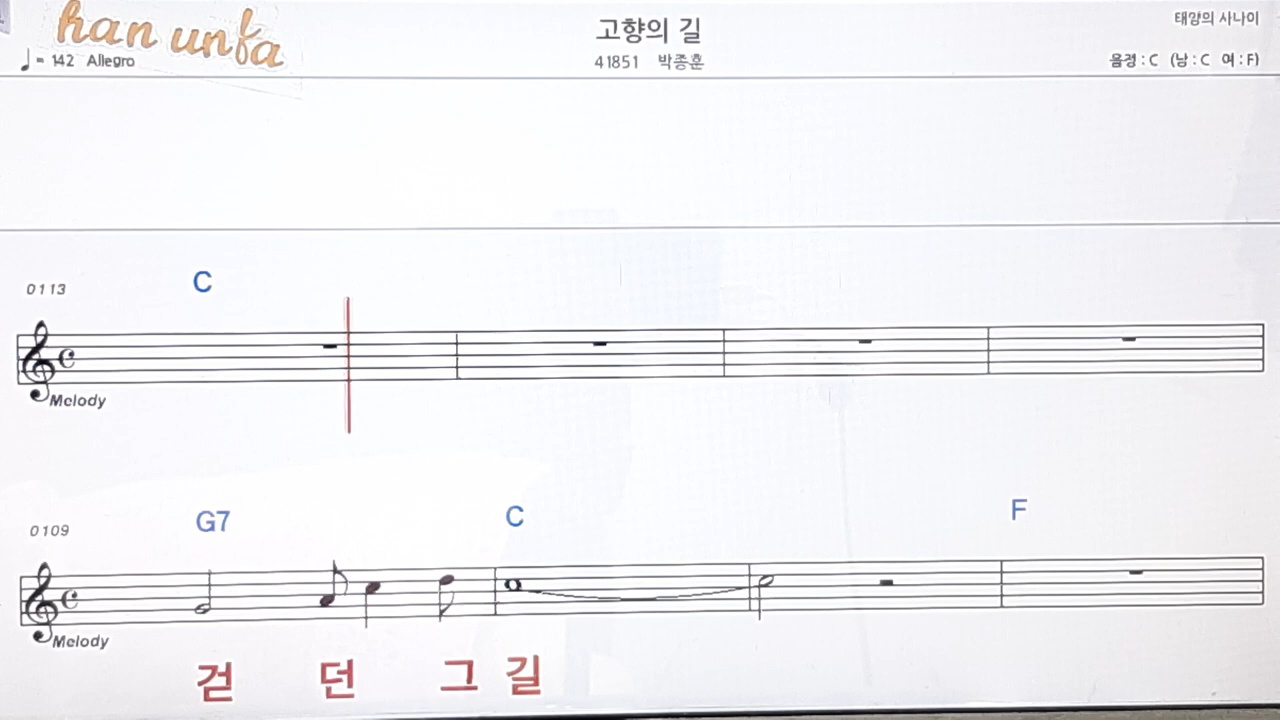 han unfa
고향의 길
태양의 사나이
♩= 142 Allegro
41851 박종훈
음정 : C (남 : C 여 : F)
0113
C
Melody
0109
G7 C F
Melody
걷 던 그 길